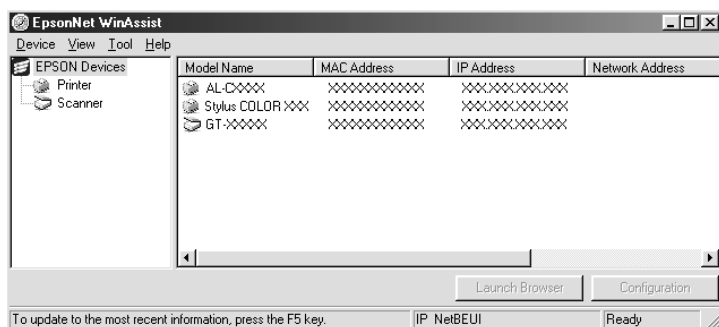 EpsonNet WinAssist
Device View Tool Help
EPSON Devices
Printer
Scanner
Model Name MAC Address IP Address Network Address
AL-CXXXX XXXXXXXXXXXX XXX.XXX.XXX.XXX
Stylus COLOR XXX XXXXXXXXXXXX XXX.XXX.XXX.XXX
GT-XXXXX XXXXXXXXXXXX XXX.XXX.XXX.XXX
Launch Browser Configuration
To update to the most recent information, press the F5 key. IP NetBEUI Ready